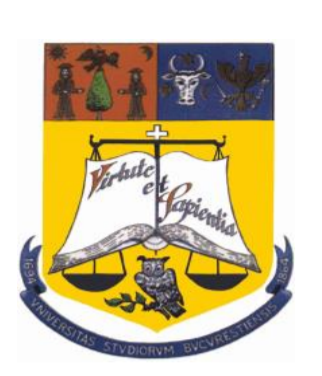 Virtute
et
Sapientia
1694 VNIVERSITAS STVDIORVM BVCVRESTIENSIS 1864